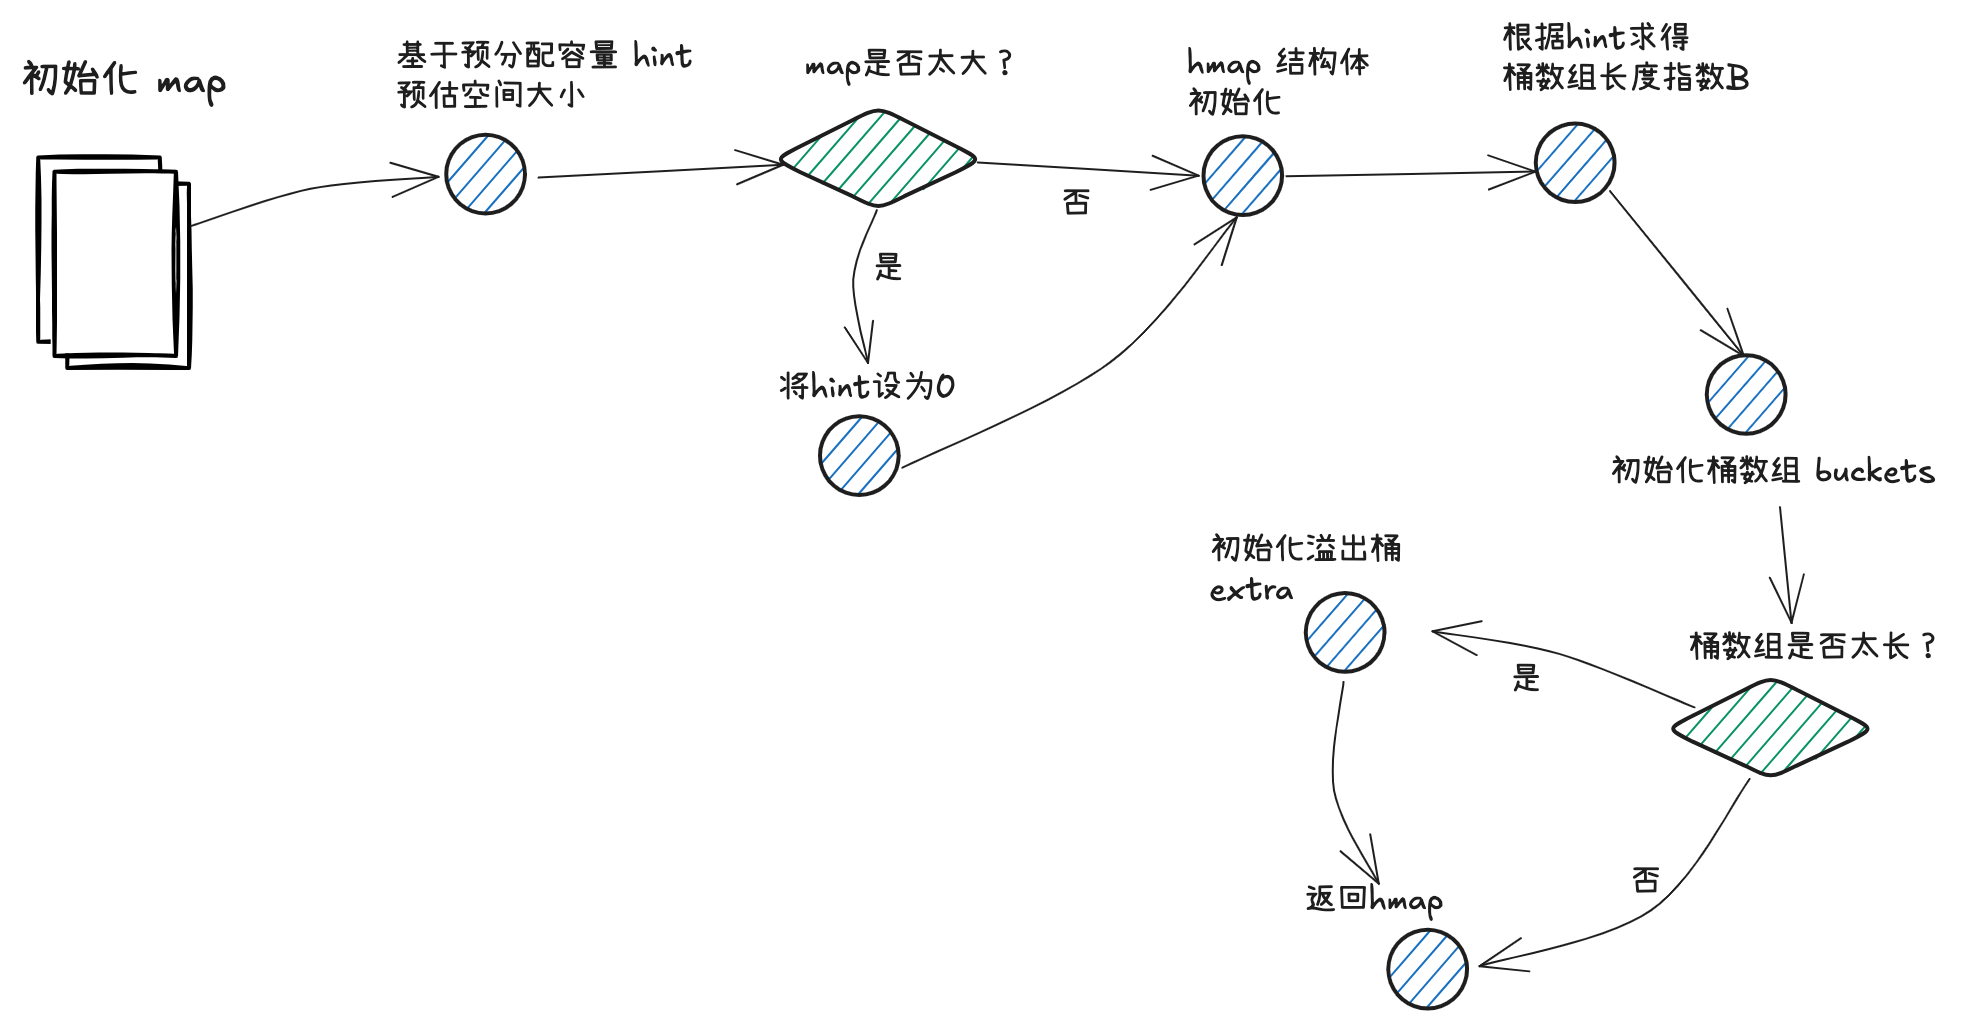 初始化 map
基于预分配容量 hint
预估空间大小
map是否太大？
否
是
将hint设为0
hmap 结构体
初始化
根据hint求得
桶数组长度指数B
初始化桶数组 buckets
桶数组是否太长？
是
初始化溢出桶
extra
否
返回hmap